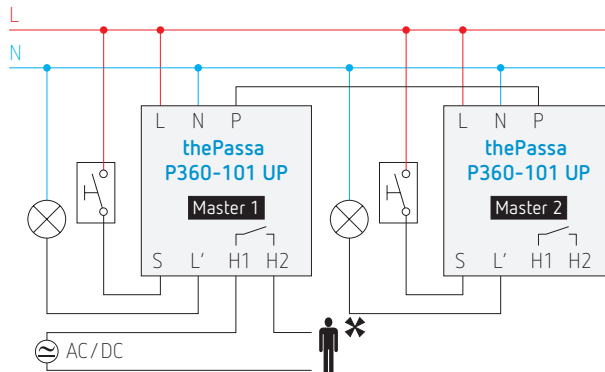 L
N
L N P L N P
thePassa thePassa
P360-101 UP P360-101 UP
Master 1 Master 2
S L′ H1 H2 S L′ H1 H2
AC/DC